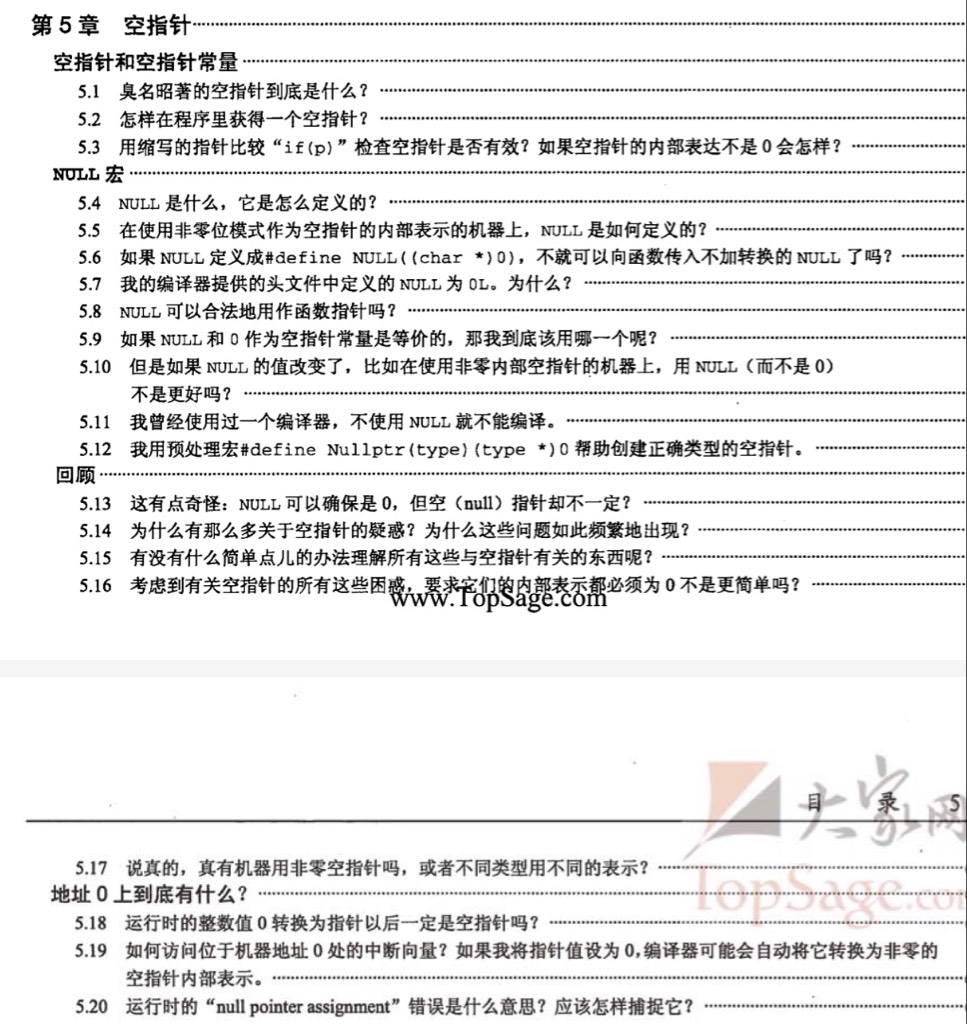 第 5 章 空指针
空指针和空指针常量
5.1 臭名昭著的空指针到底是什么？
5.2 怎样在程序里获得一个空指针？
5.3 用缩写的指针比较“if(p)”检查空指针是否有效？如果空指针的内部表达不是 0 会怎样？
NULL 宏
5.4 NULL 是什么，它是怎么定义的？
5.5 在使用非零位模式作为空指针的内部表示的机器上，NULL 是如何定义的？
5.6 如果 NULL 定义成#define NULL((char *)0)，不就可以向函数传入不加转换的 NULL 了吗？
5.7 我的编译器提供的头文件中定义的 NULL 为 0L。为什么？
5.8 NULL 可以合法地用作函数指针吗？
5.9 如果 NULL 和 0 作为空指针常量是等价的，那我到底该用哪一个呢？
5.10 但是如果 NULL 的值改变了，比如在使用非零内部空指针的机器上，用 NULL（而不是 0）
不是更好吗？
5.11 我曾经使用过一个编译器，不使用 NULL 就不能编译。
5.12 我用预处理宏#define Nullptr(type)(type *)0 帮助创建正确类型的空指针。
回顾
5.13 这有点奇怪：NULL 可以确保是 0，但空（null）指针却不一定？
5.14 为什么有那么多关于空指针的疑惑？为什么这些问题如此频繁地出现？
5.15 有没有什么简单点儿的办法理解所有这些与空指针有关的东西呢？
5.16 考虑到有关空指针的所有这些困惑，要求它们的内部表示都必须为 0 不是更简单吗？
www.TopSage.com
大家网
目 录 5
5.17 说真的，真有机器用非零空指针吗，或者不同类型用不同的表示？
TopSage.com
地址 0 上到底有什么？
5.18 运行时的整数值 0 转换为指针以后一定是空指针吗？
5.19 如何访问位于机器地址 0 处的中断向量？如果我将指针值设为 0，编译器可能会自动将它转换为非零的
空指针内部表示。
5.20 运行时的“null pointer assignment”错误是什么意思？应该怎样捕捉它？